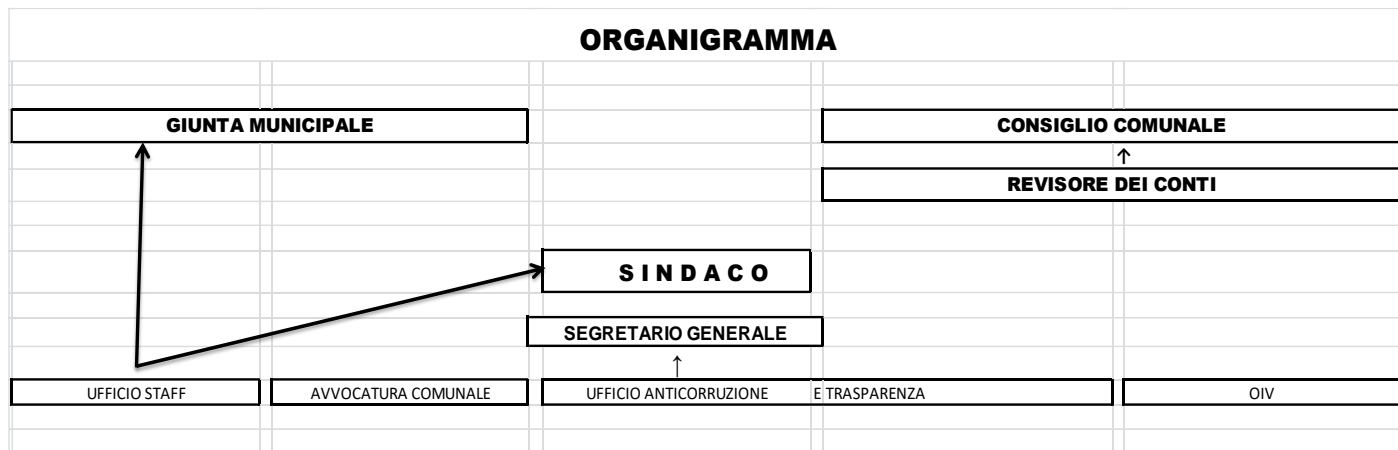 ORGANIGRAMMA
GIUNTA MUNICIPALE
CONSIGLIO COMUNALE
REVISORE DEI CONTI
S I N D A C O
SEGRETARIO GENERALE
UFFICIO STAFF
AVVOCATURA COMUNALE
UFFICIO ANTICORRUZIONE E TRASPARENZA
OIV